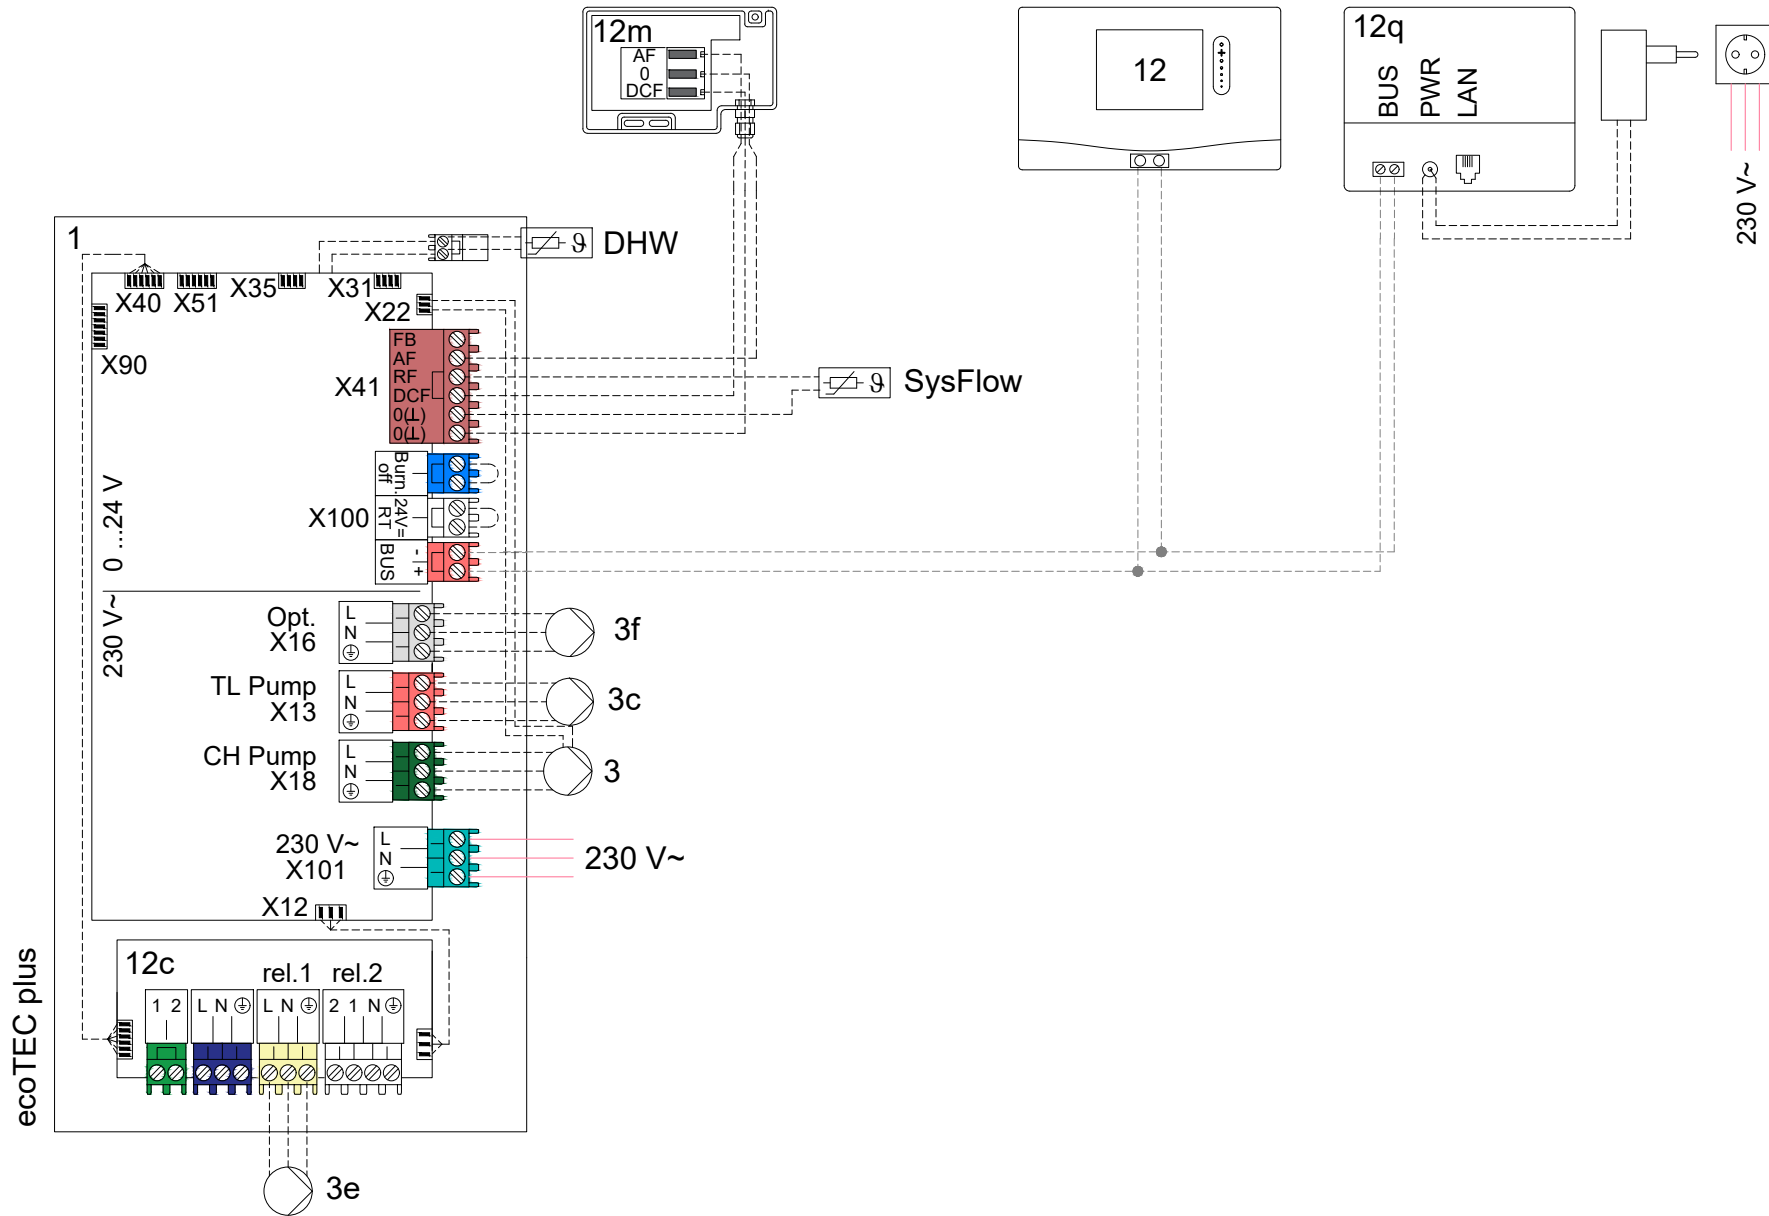 12m
AF
0
DCF
12
12q
BUS
PWR
LAN
230 V~
1
DHW
X40
X51
X35
X31
X22
X90
X41
FB
AF
RF
DCF
0(⊥)
0(⊥)
SysFlow
Burn.
off
X100
24V=
RT
BUS
-
+
0 ...24 V
230 V~
Opt.
X16
L
N
3f
TL Pump
X13
L
N
3c
CH Pump
X18
L
N
3
230 V~
X101
L
N
230 V~
X12
12c
rel.1
rel.2
1 2
L N
L N
2 1 N
ecoTEC plus
3e